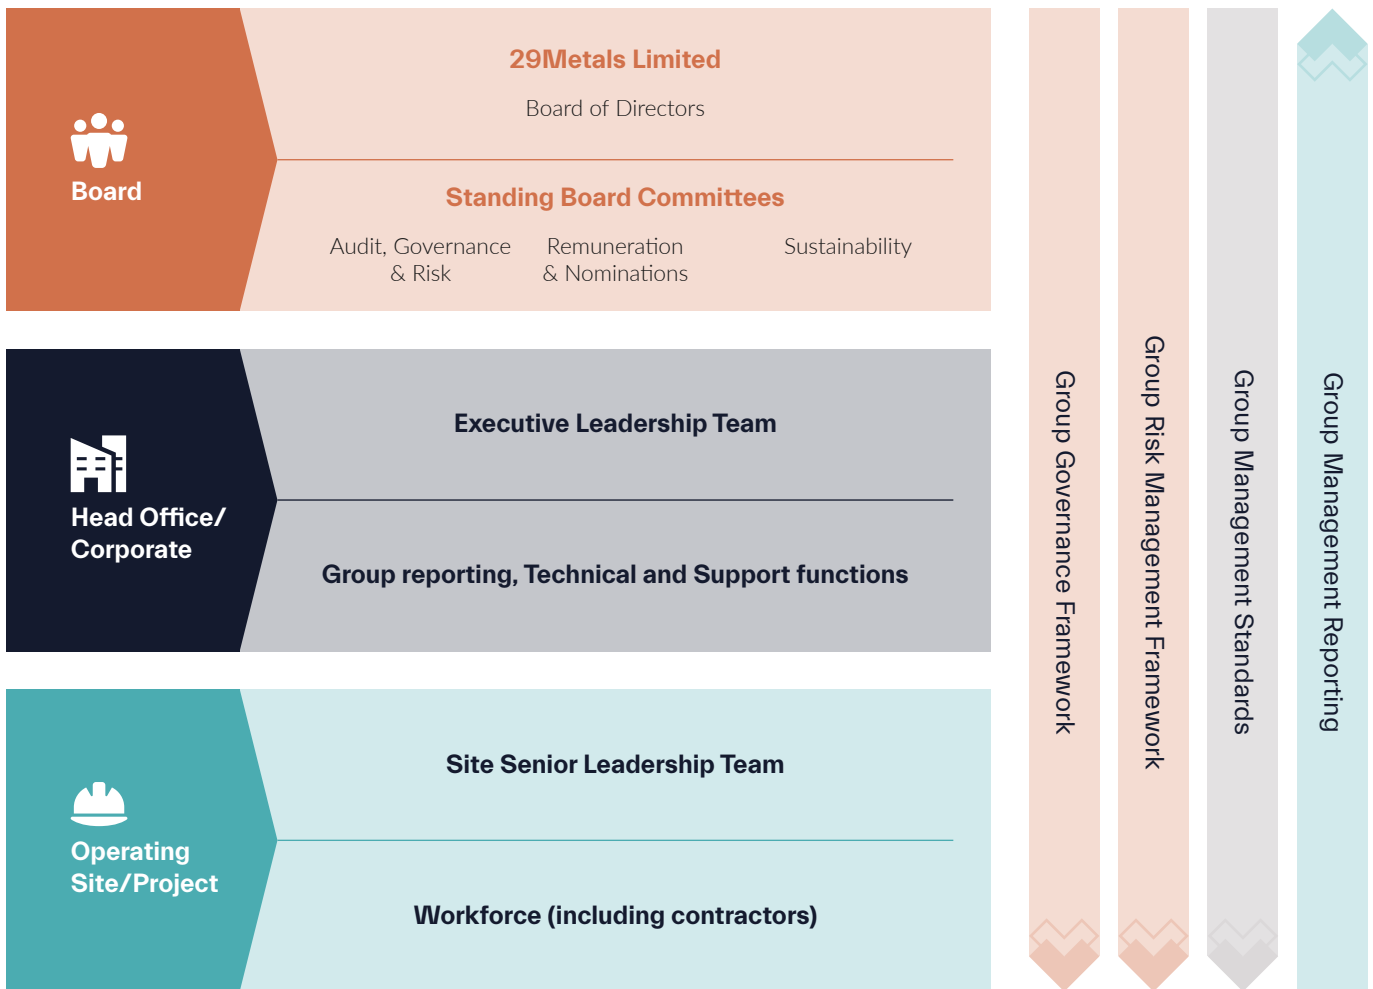 Board
29Metals Limited
Board of Directors
Standing Board Committees
Audit, Governance
& Risk
Remuneration
& Nominations
Sustainability
Head Office/
Corporate
Executive Leadership Team
Group reporting, Technical and Support functions
Operating
Site/Project
Site Senior Leadership Team
Workforce (including contractors)
Group Governance Framework
Group Risk Management Framework
Group Management Standards
Group Management Reporting